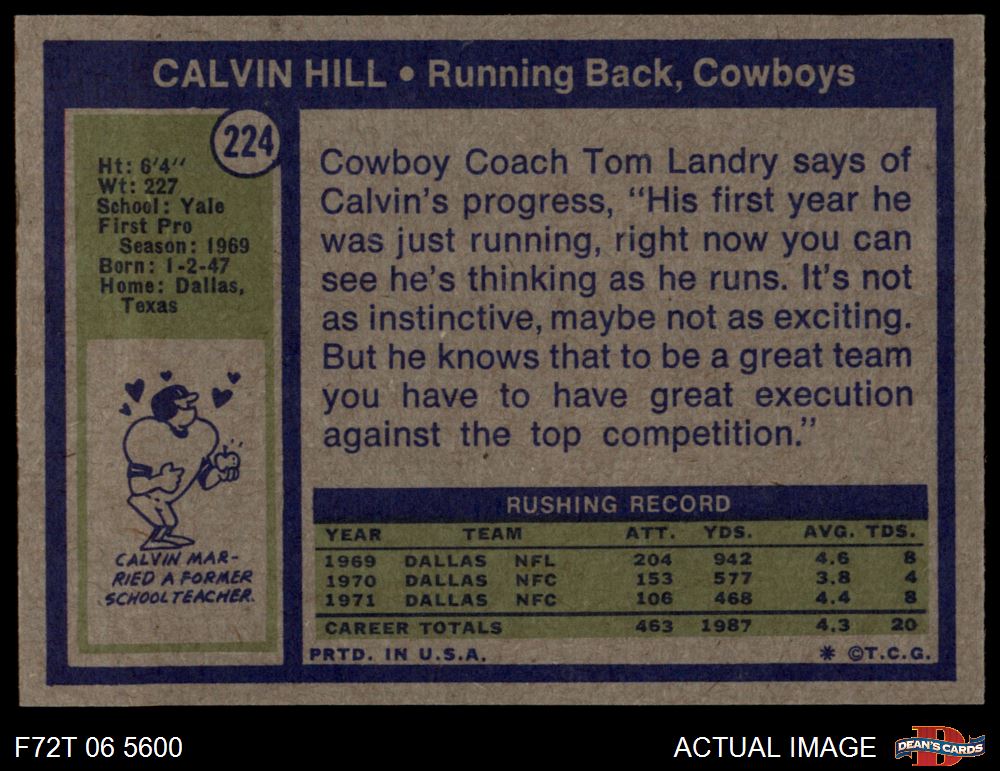 CALVIN HILL • Running Back, Cowboys
224
Ht: 6'4"
Wt: 227
School: Yale
First Pro
Season: 1969
Born: 1-2-47
Home: Dallas,
Texas
CALVIN MAR-
RIED A FORMER
SCHOOLTEACHER.
Cowboy Coach Tom Landry says of
Calvin's progress, "His first year he
was just running, right now you can
see he's thinking as he runs. It's not
as instinctive, maybe not as exciting.
But he knows that to be a great team
you have to have great execution
against the top competition."
RUSHING RECORD
YEAR TEAM ATT. YDS. AVG. TDS.
1969 DALLAS NFL 204 942 4.6 8
1970 DALLAS NFC 153 577 3.8 4
1971 DALLAS NFC 106 468 4.4 8
CAREER TOTALS 463 1987 4.3 20
PRTD. IN U.S.A. * ©T.C.G.
F72T 06 5600
ACTUAL IMAGE
D
DEAN'S CARDS